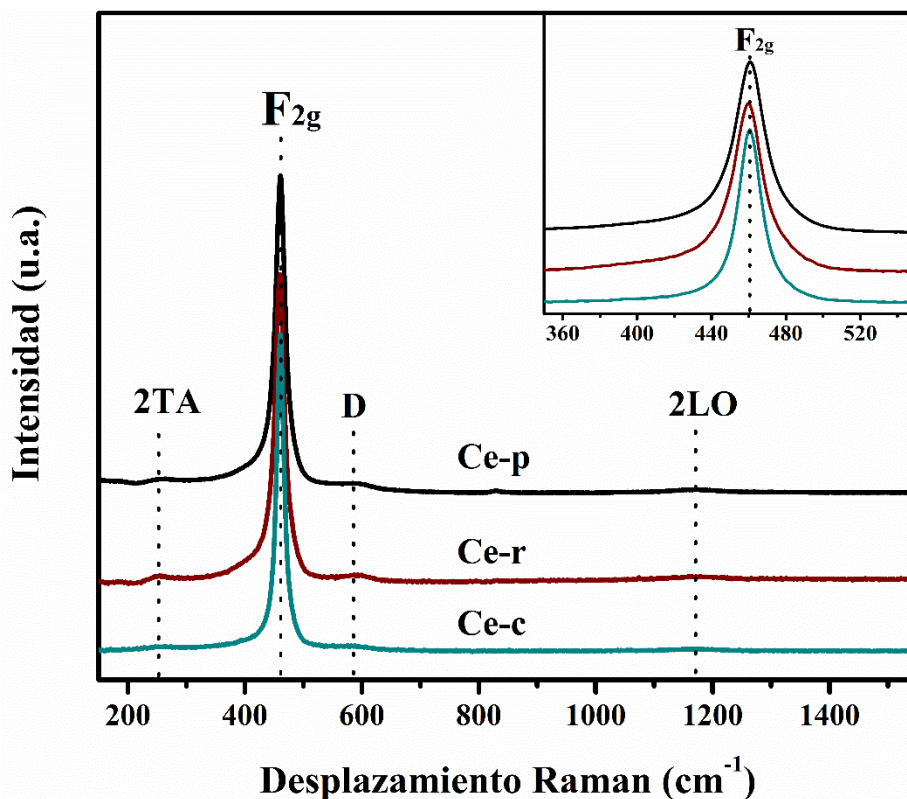 F2g
360 400 440 480 520
F2g
2TA
D
2LO
Ce-p
Ce-r
Ce-c
Intensidad (u.a.)
200 400 600 800 1000 1200 1400
Desplazamiento Raman (cm-1)